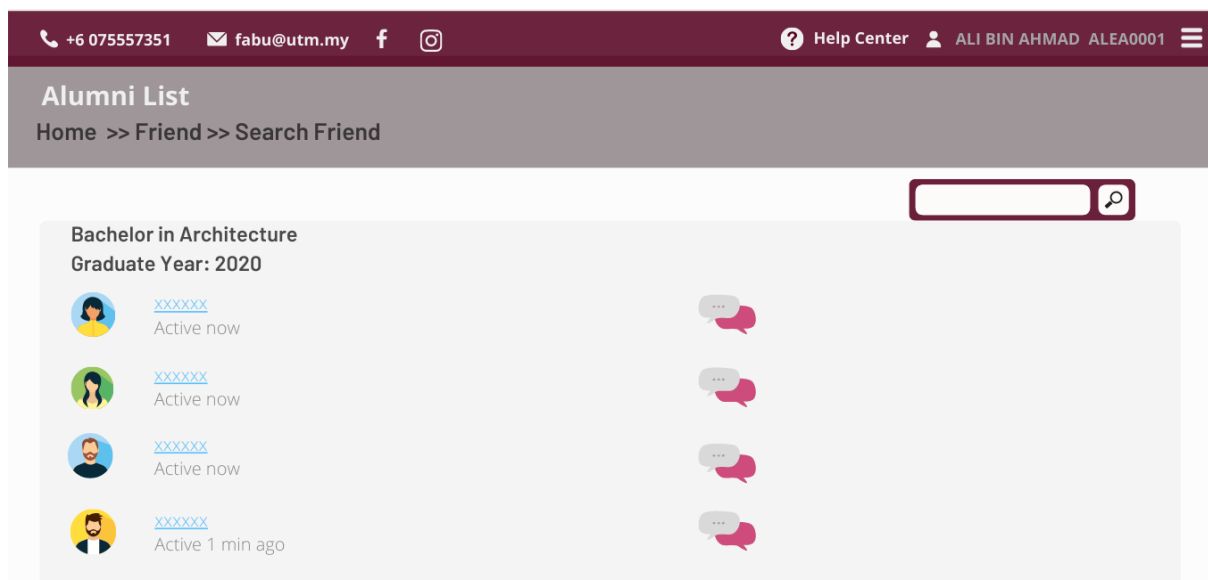 +6 075557351 fabu@utm.my Help Center ALI BIN AHMAD ALEA0001
Alumni List
Home >> Friend >> Search Friend
Bachelor in Architecture
Graduate Year: 2020
xxxxxx
Active now
xxxxxx
Active now
xxxxxx
Active now
xxxxxx
Active 1 min ago